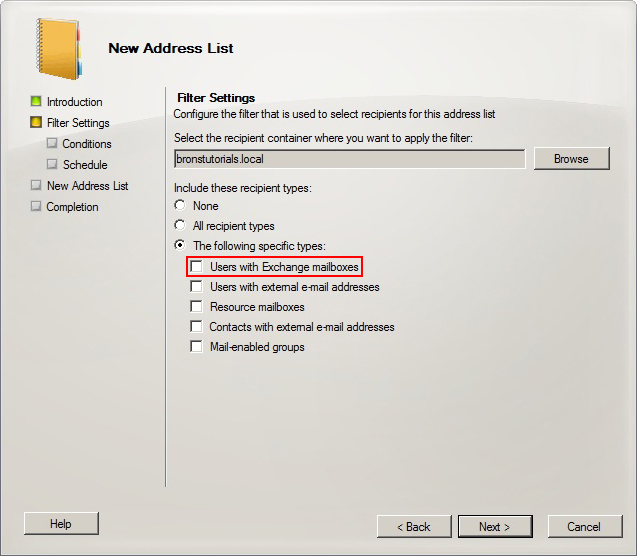 New Address List
Introduction
Filter Settings
Conditions
Schedule
New Address List
Completion
Filter Settings
Configure the filter that is used to select recipients for this address list
Select the recipient container where you want to apply the filter:
bronstutorials.local
Browse
Include these recipient types:
None
All recipient types
The following specific types:
Users with Exchange mailboxes
Users with external e-mail addresses
Resource mailboxes
Contacts with external e-mail addresses
Mail-enabled groups
Help
< Back
Next >
Cancel